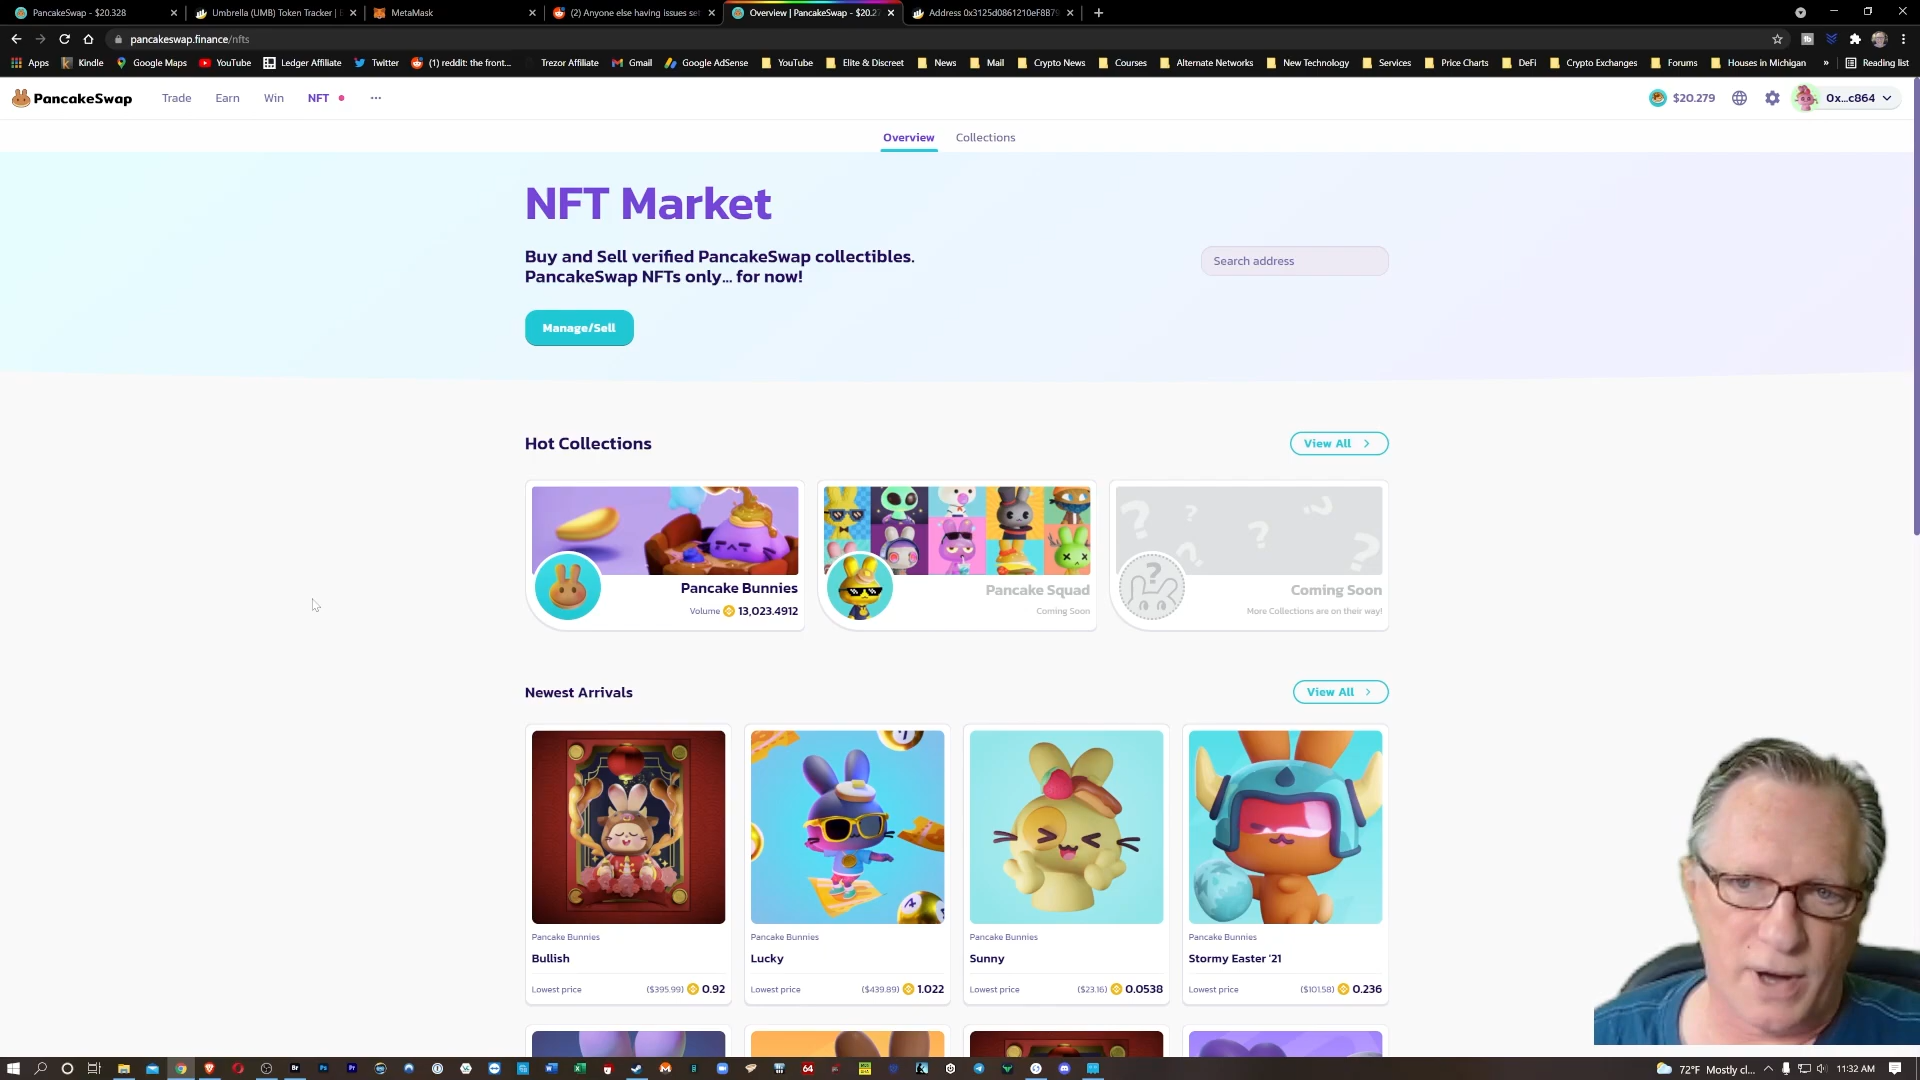 PancakeSwap - $20.328
Umbrella (UMB) Token Tracker |
MetaMask
(2) Anyone else having issues se
Overview | PancakeSwap - $20.27
Address 0x3125d0861210eF8B79
pancakeswap.finance/nfts
Apps
Kindle
Google Maps
YouTube
Ledger Affiliate
Twitter
(1) reddit: the front...
Trezor Affiliate
Gmail
Google AdSense
YouTube
Elite & Discreet
News
Mail
Crypto News
Courses
Alternate Networks
New Technology
Services
Price Charts
DeFi
Crypto Exchanges
Forums
Houses in Michigan
»
Reading list
PancakeSwap
Trade
Earn
Win
NFT
...
$20.279
0x...c864
Overview
Collections
NFT Market
Buy and Sell verified PancakeSwap collectibles.
PancakeSwap NFTs only... for now!
Search address
Manage/Sell
Hot Collections
View All
Pancake Bunnies
Volume 13,023.4912
Pancake Squad
Coming Soon
Coming Soon
More Collections are on their way!
Newest Arrivals
View All
Pancake Bunnies
Bullish
Lowest price ($395.99) 0.92
Pancake Bunnies
Lucky
Lowest price ($439.89) 1.022
Pancake Bunnies
Sunny
Lowest price ($23.16) 0.0538
Pancake Bunnies
Stormy Easter '21
Lowest price ($101.58) 0.236
72°F Mostly cl...
11:32 AM